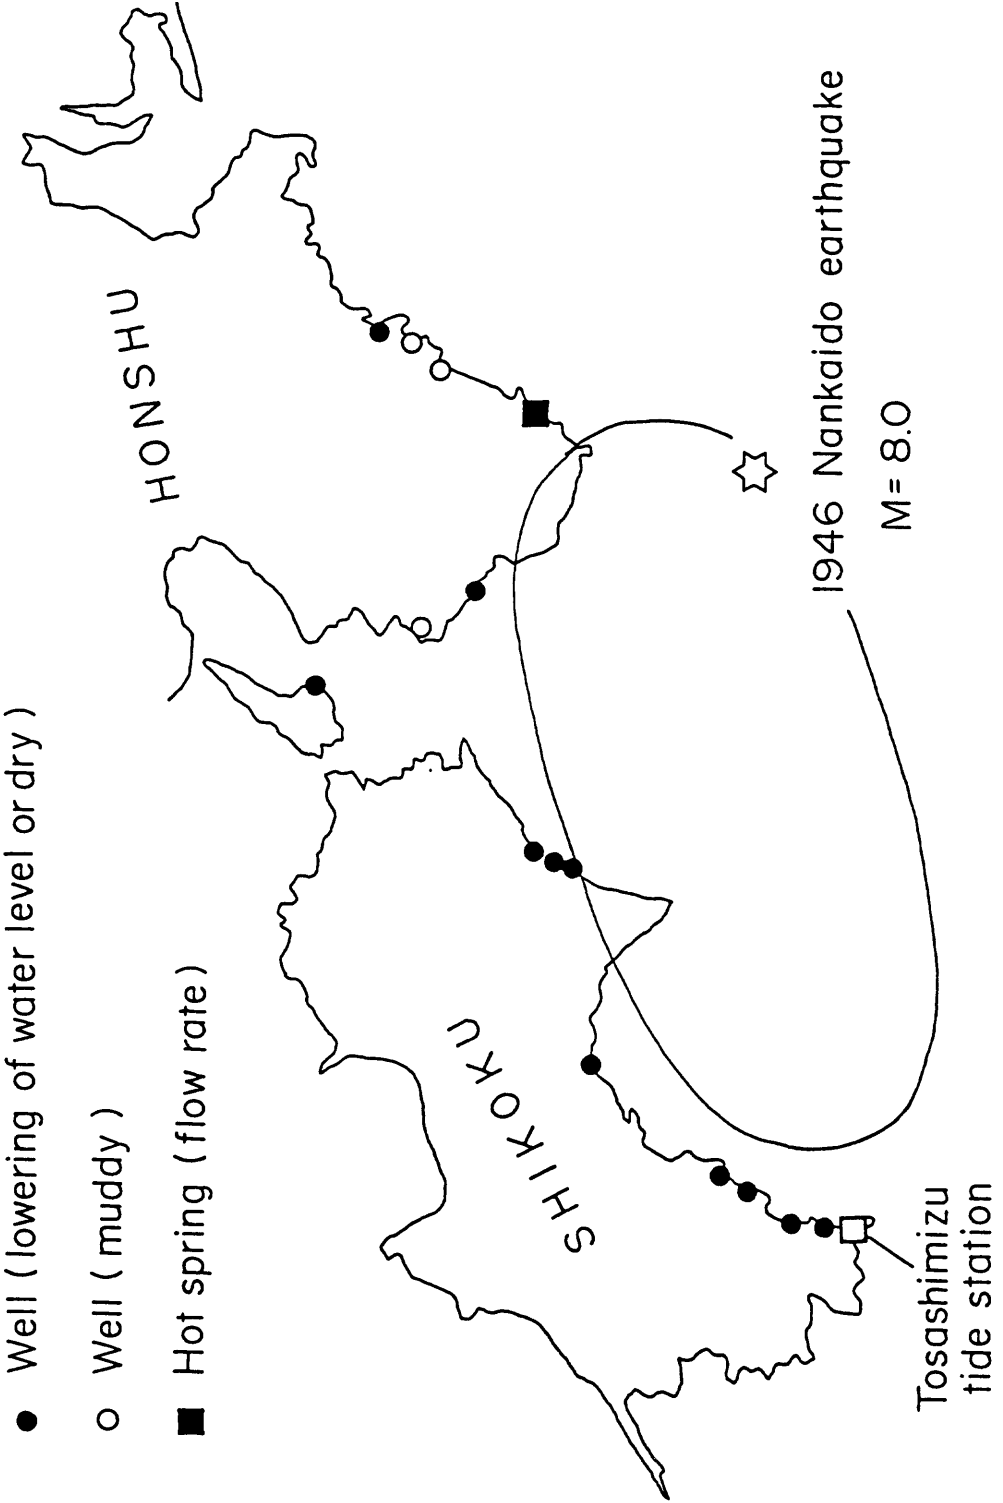 ● Well (lowering of water level or dry)
○ Well (muddy)
■ Hot spring (flow rate)
HONSHU
SHIKOKU
1946 Nankaido earthquake
M=8.0
Tosashimizu
tide station